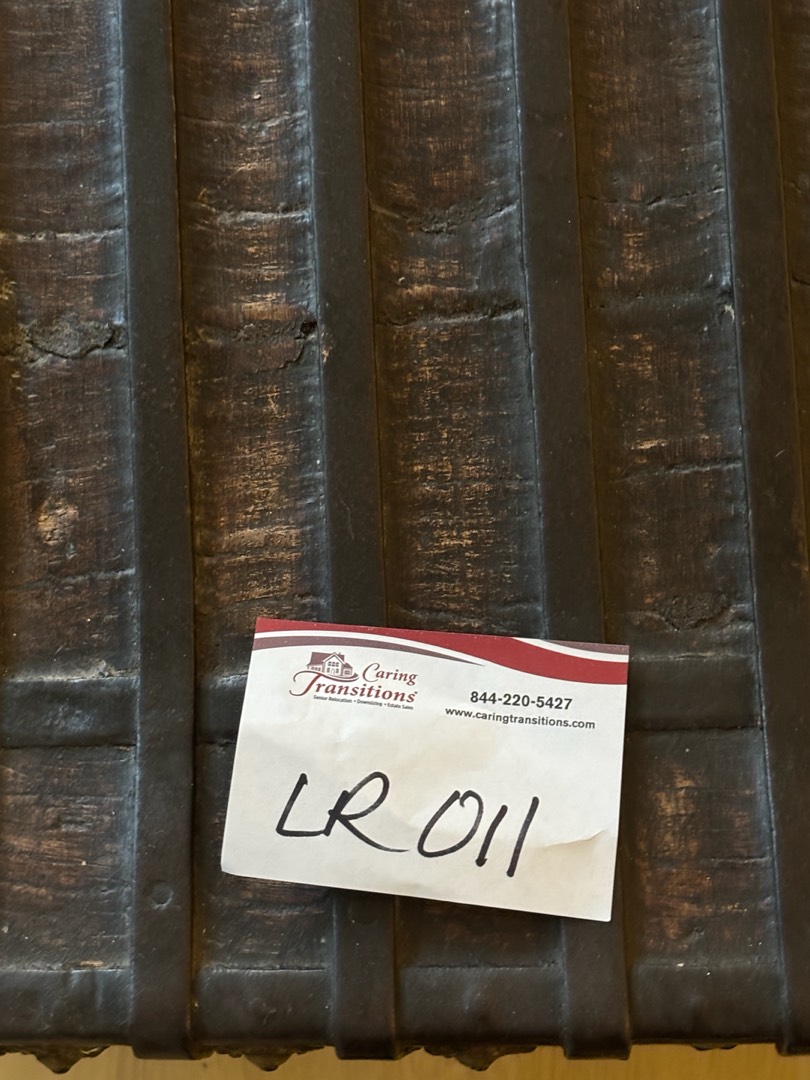 Caring
Transitions
Senior Relocation • Downsizing • Estate Sales
844-220-5427
www.caringtransitions.com
LR 011